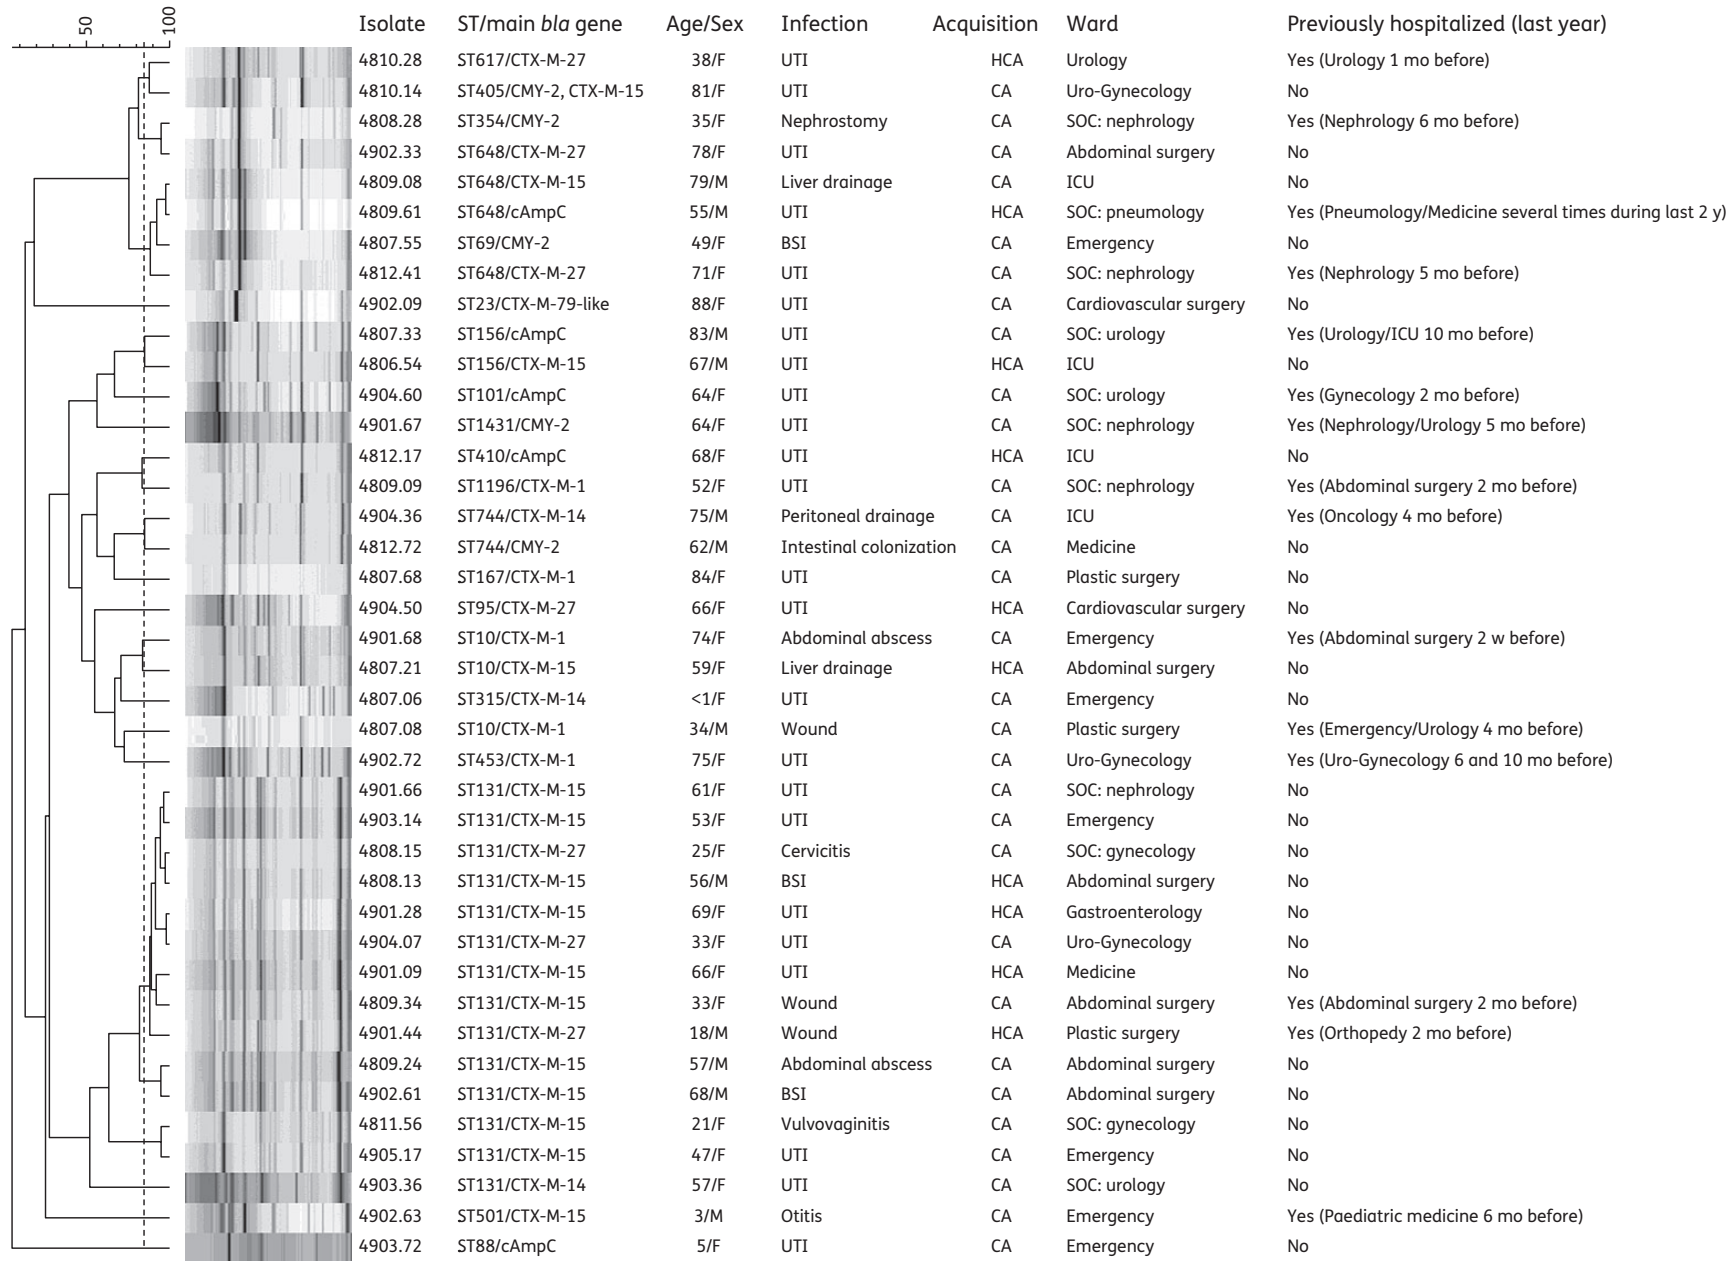 50
100
Isolate ST/main bla gene Age/Sex Infection Acquisition Ward Previously hospitalized (last year)
4810.28 ST617/CTX-M-27 38/F UTI HCA Urology Yes (Urology 1 mo before)
4810.14 ST405/CMY-2, CTX-M-15 81/F UTI CA Uro-Gynecology No
4808.28 ST354/CMY-2 35/F Nephrostomy CA SOC: nephrology Yes (Nephrology 6 mo before)
4902.33 ST648/CTX-M-27 78/F UTI CA Abdominal surgery No
4809.08 ST648/CTX-M-15 79/M Liver drainage CA ICU No
4809.61 ST648/cAmpC 55/M UTI HCA SOC: pneumology Yes (Pneumology/Medicine several times during last 2 y)
4807.55 ST69/CMY-2 49/F BSI CA Emergency No
4812.41 ST648/CTX-M-27 71/F UTI CA SOC: nephrology Yes (Nephrology 5 mo before)
4902.09 ST23/CTX-M-79-like 88/F UTI CA Cardiovascular surgery No
4807.33 ST156/cAmpC 83/M UTI CA SOC: urology Yes (Urology/ICU 10 mo before)
4806.54 ST156/CTX-M-15 67/M UTI HCA ICU No
4904.60 ST101/cAmpC 64/F UTI CA SOC: urology Yes (Gynecology 2 mo before)
4901.67 ST1431/CMY-2 64/F UTI CA SOC: nephrology Yes (Nephrology/Urology 5 mo before)
4812.17 ST410/cAmpC 68/F UTI HCA ICU No
4809.09 ST1196/CTX-M-1 52/F UTI CA SOC: nephrology Yes (Abdominal surgery 2 mo before)
4904.36 ST744/CTX-M-14 75/M Peritoneal drainage CA ICU Yes (Oncology 4 mo before)
4812.72 ST744/CMY-2 62/M Intestinal colonization CA Medicine No
4807.68 ST167/CTX-M-1 84/F UTI CA Plastic surgery No
4904.50 ST95/CTX-M-27 66/F UTI HCA Cardiovascular surgery No
4901.68 ST10/CTX-M-1 74/F Abdominal abscess CA Emergency Yes (Abdominal surgery 2 w before)
4807.21 ST10/CTX-M-15 59/F Liver drainage HCA Abdominal surgery No
4807.06 ST315/CTX-M-14 <1/F UTI CA Emergency No
4807.08 ST10/CTX-M-1 34/M Wound CA Plastic surgery Yes (Emergency/Urology 4 mo before)
4902.72 ST453/CTX-M-1 75/F UTI CA Uro-Gynecology Yes (Uro-Gynecology 6 and 10 mo before)
4901.66 ST131/CTX-M-15 61/F UTI CA SOC: nephrology No
4903.14 ST131/CTX-M-15 53/F UTI CA Emergency No
4808.15 ST131/CTX-M-27 25/F Cervicitis CA SOC: gynecology No
4808.13 ST131/CTX-M-15 56/M BSI HCA Abdominal surgery No
4901.28 ST131/CTX-M-15 69/F UTI HCA Gastroenterology No
4904.07 ST131/CTX-M-27 33/F UTI CA Uro-Gynecology No
4901.09 ST131/CTX-M-15 66/F UTI HCA Medicine No
4809.34 ST131/CTX-M-15 33/F Wound CA Abdominal surgery Yes (Abdominal surgery 2 mo before)
4901.44 ST131/CTX-M-27 18/M Wound HCA Plastic surgery Yes (Orthopedy 2 mo before)
4809.24 ST131/CTX-M-15 57/M Abdominal abscess CA Abdominal surgery No
4902.61 ST131/CTX-M-15 68/M BSI CA Abdominal surgery No
4811.56 ST131/CTX-M-15 21/F Vulvovaginitis CA SOC: gynecology No
4905.17 ST131/CTX-M-15 47/F UTI CA Emergency No
4903.36 ST131/CTX-M-14 57/F UTI CA SOC: urology No
4902.63 ST501/CTX-M-15 3/M Otitis CA Emergency Yes (Paediatric medicine 6 mo before)
4903.72 ST88/cAmpC 5/F UTI CA Emergency No